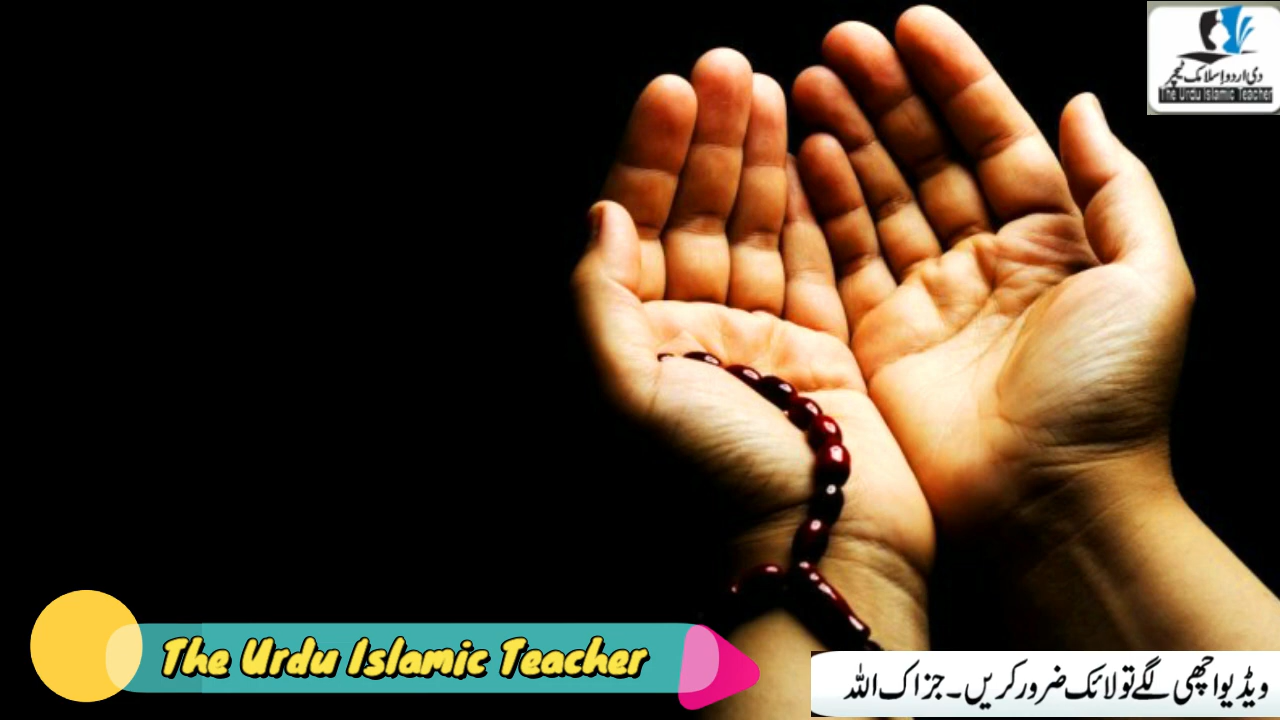 دی اردو اسلامک ٹیچر
The Urdu Islamic Teacher
The Urdu Islamic Teacher
ویڈیو اچھی لگے تو لائک ضرور کریں۔ جزاک اللہ